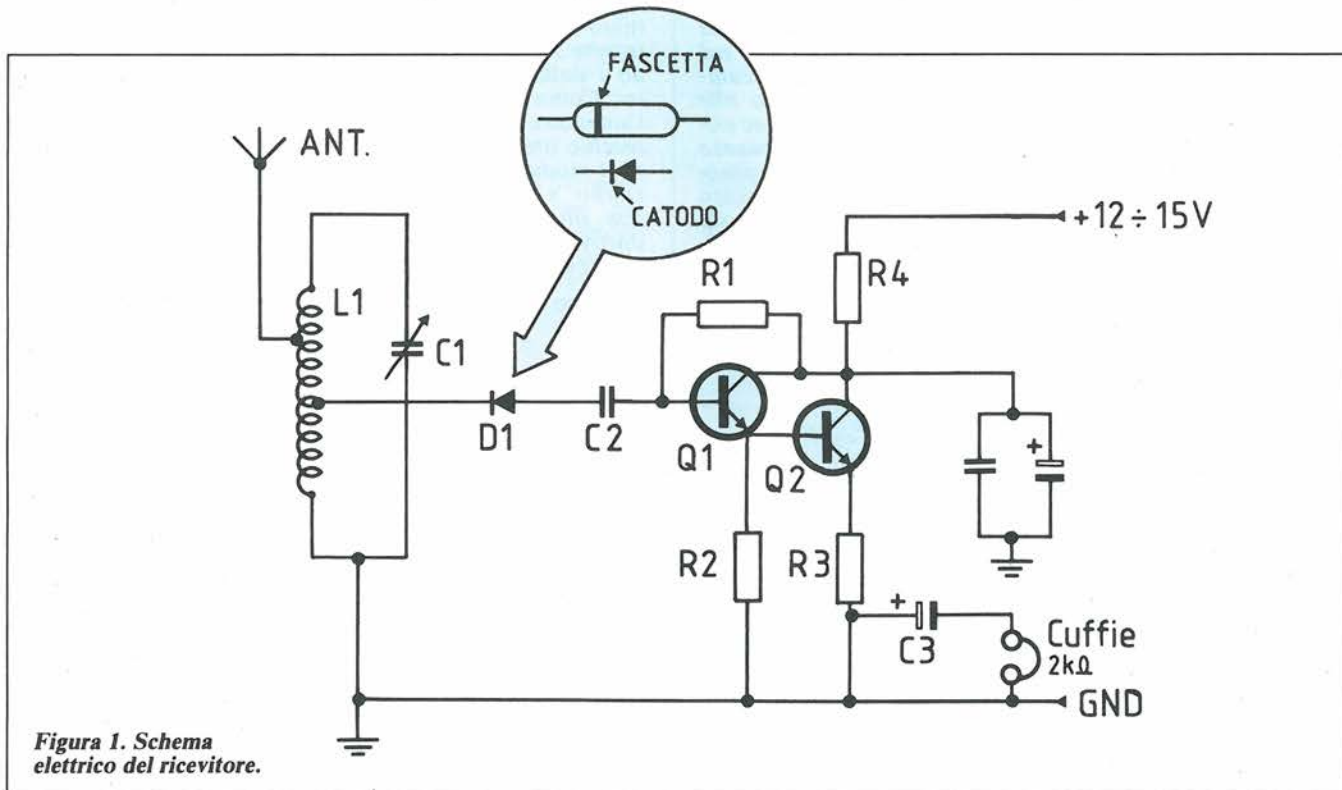 FASCETTA
CATODO
ANT.
+12÷15V
L1
C1
R1
R4
D1
C2
Q1
Q2
+
R2
R3
+
C3
Cuffie
2kΩ
GND
Figura 1. Schema
elettrico del ricevitore.